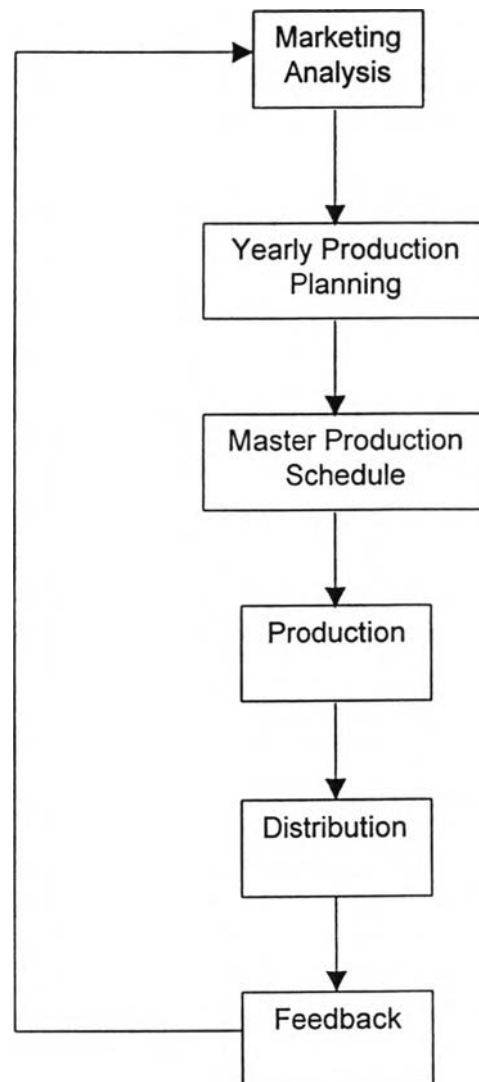 Marketing
Analysis
Yearly Production
Planning
Master Production
Schedule
Production
Distribution
Feedback